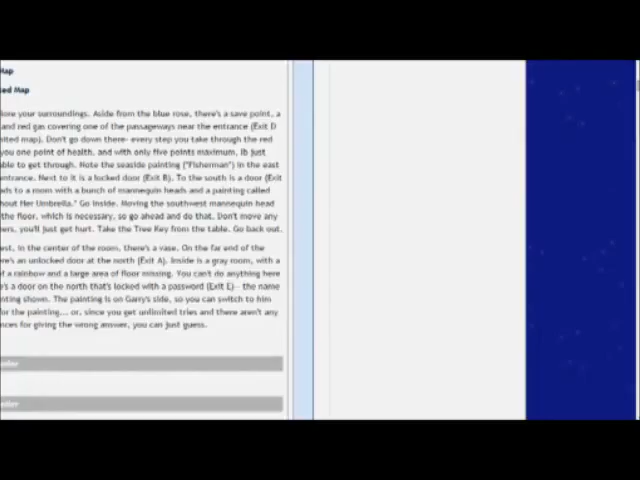 Map
ed Map
lore your surroundings. Aside from the blue rose, there's a save point, a
and red gas covering one of the passageways near the entrance (Exit D
ited map). Don't go down there- every step you take through the red
you one point of health, and with only five points maximum, Ib just
ble to get through. Note the seaside painting ("Fisherman") in the east
ntrance. Next to it is a locked door (Exit B). To the south is a door (Exit
ads to a room with a bunch of mannequin heads and a painting called
hout Her Umbrella." Go inside. Moving the southwest mannequin head
the floor, which is necessary, so go ahead and do that. Don't move any
ers, you'll just get hurt. Take the Tree Key from the table. Go back out.
est, in the center of the room, there's a vase. On the far end of the
re's an unlocked door at the north (Exit A). Inside is a gray room, with a
f a rainbow and a large area of floor missing. You can't do anything here
e's a door on the north that's locked with a password (Exit E)-- the name
nting shown. The painting is on Garry's side, so you can switch to him
for the painting... or, since you get unlimited tries and there aren't any
nces for giving the wrong answer, you can just guess.